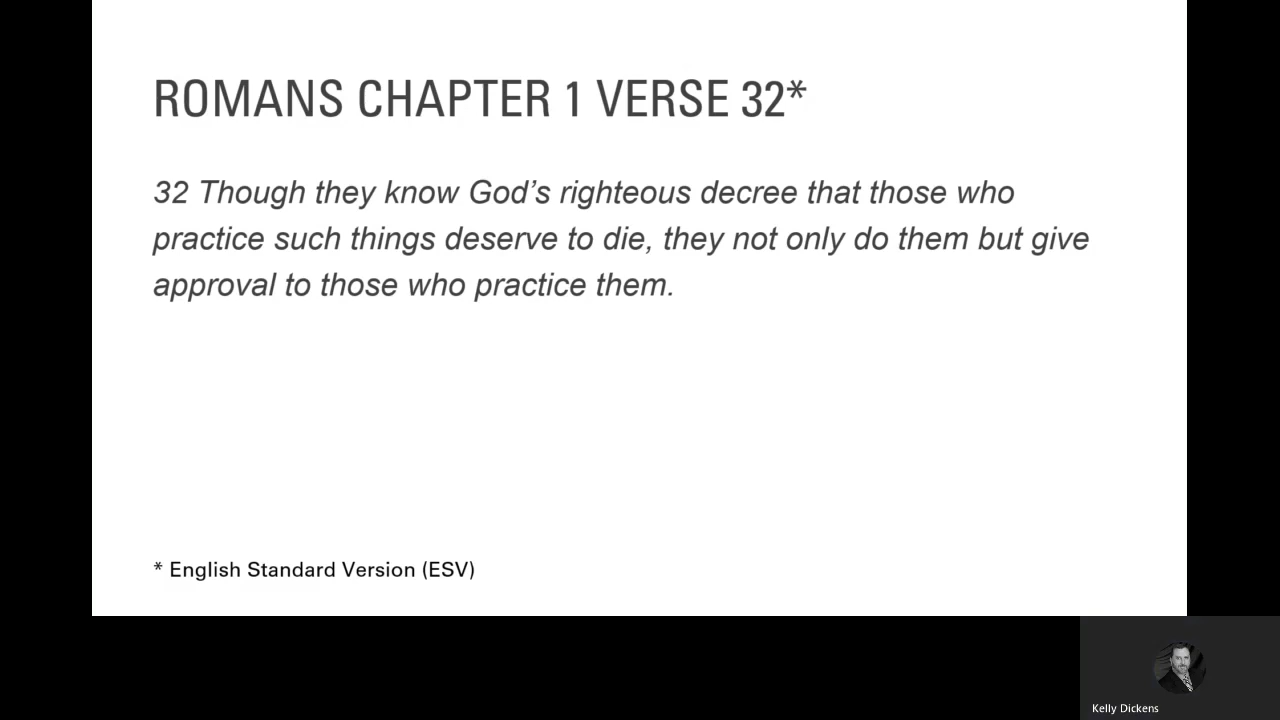 ROMANS CHAPTER 1 VERSE 32*
32 Though they know God’s righteous decree that those who
practice such things deserve to die, they not only do them but give
approval to those who practice them.
* English Standard Version (ESV)
Kelly Dickens